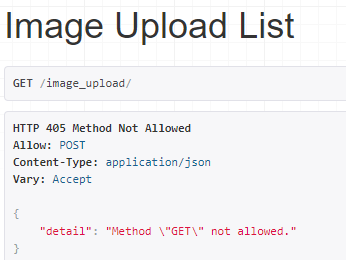 Image Upload List
GET /image_upload/
HTTP 405 Method Not Allowed
Allow: POST
Content-Type: application/json
Vary: Accept
{
"detail": "Method \"GET\" not allowed."
}